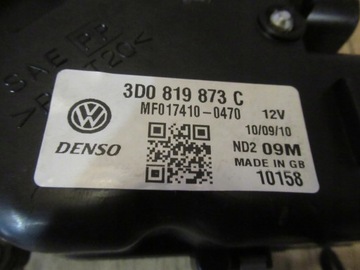 3D0 819 873 C
MF017410-0470
12V
10/09/10
DENSO
ND2 09M
MADE IN GB
10158